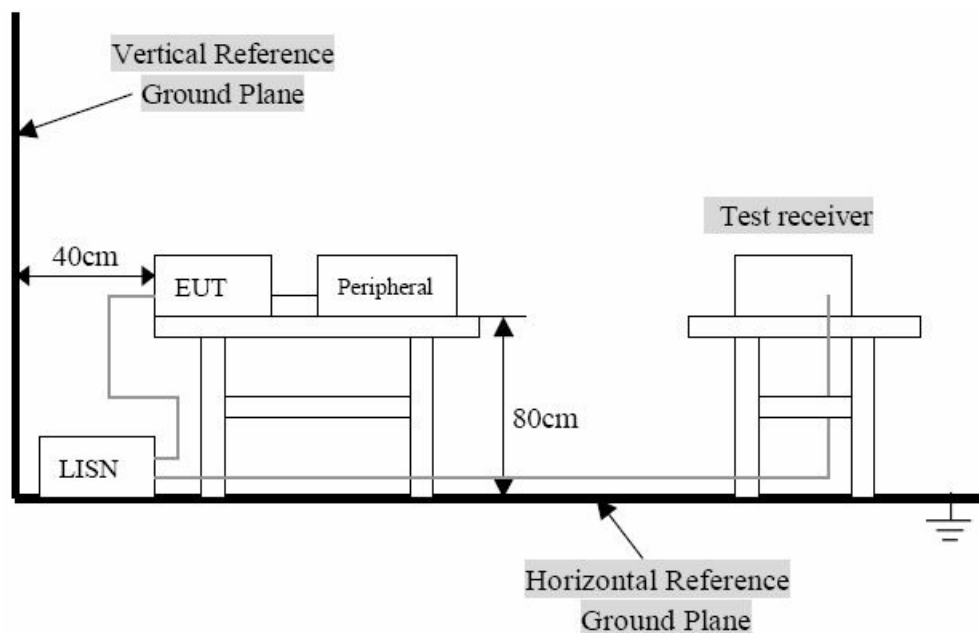 Vertical Reference
Ground Plane
Test receiver
40cm
EUT
Peripheral
80cm
LISN
Horizontal Reference
Ground Plane